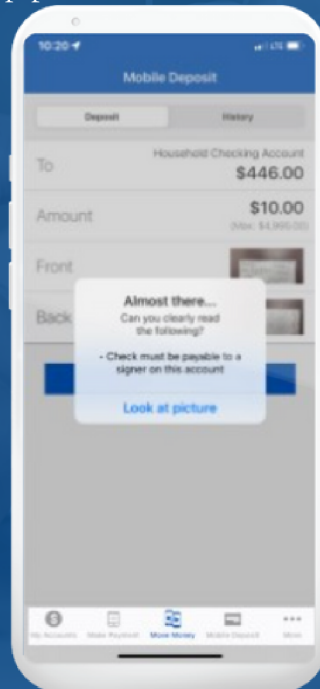 10:20
LTE
Mobile Deposit
Deposit
History
To
Household Checking Account
$446.00
Amount
$10.00
(Max: $4,990.00)
Front
Back
Almost there...
Can you clearly read
the following?
- Check must be payable to a
signer on this account
Look at picture
My Accounts
Make Payment
Move Money
Mobile Deposit
More